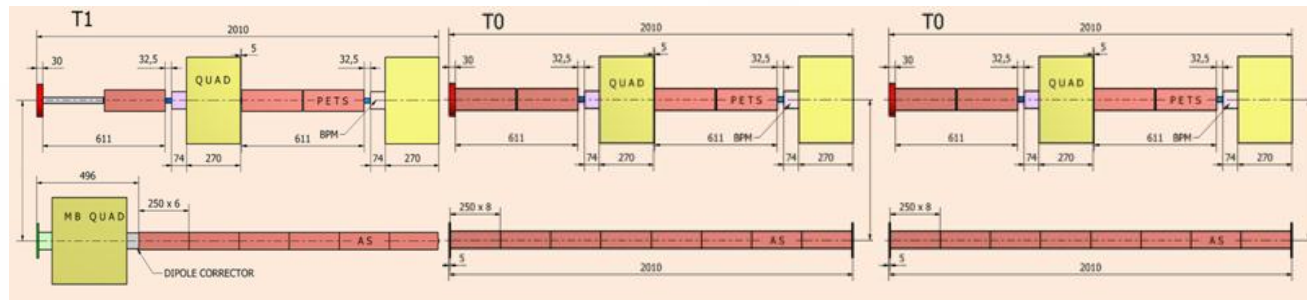 T1
T0
T0
2010
2010
2010
30
32,5
5
32,5
30
32,5
5
32,5
30
32,5
5
32,5
QUAD
PETS
QUAD
PETS
QUAD
PETS
BPM
BPM
BPM
611
74
270
611
74
270
611
74
270
611
74
270
611
74
270
611
74
270
496
250 x 6
250 x 8
250 x 8
MB QUAD
AS
AS
AS
DIPOLE CORRECTOR
5
2010
5
2010